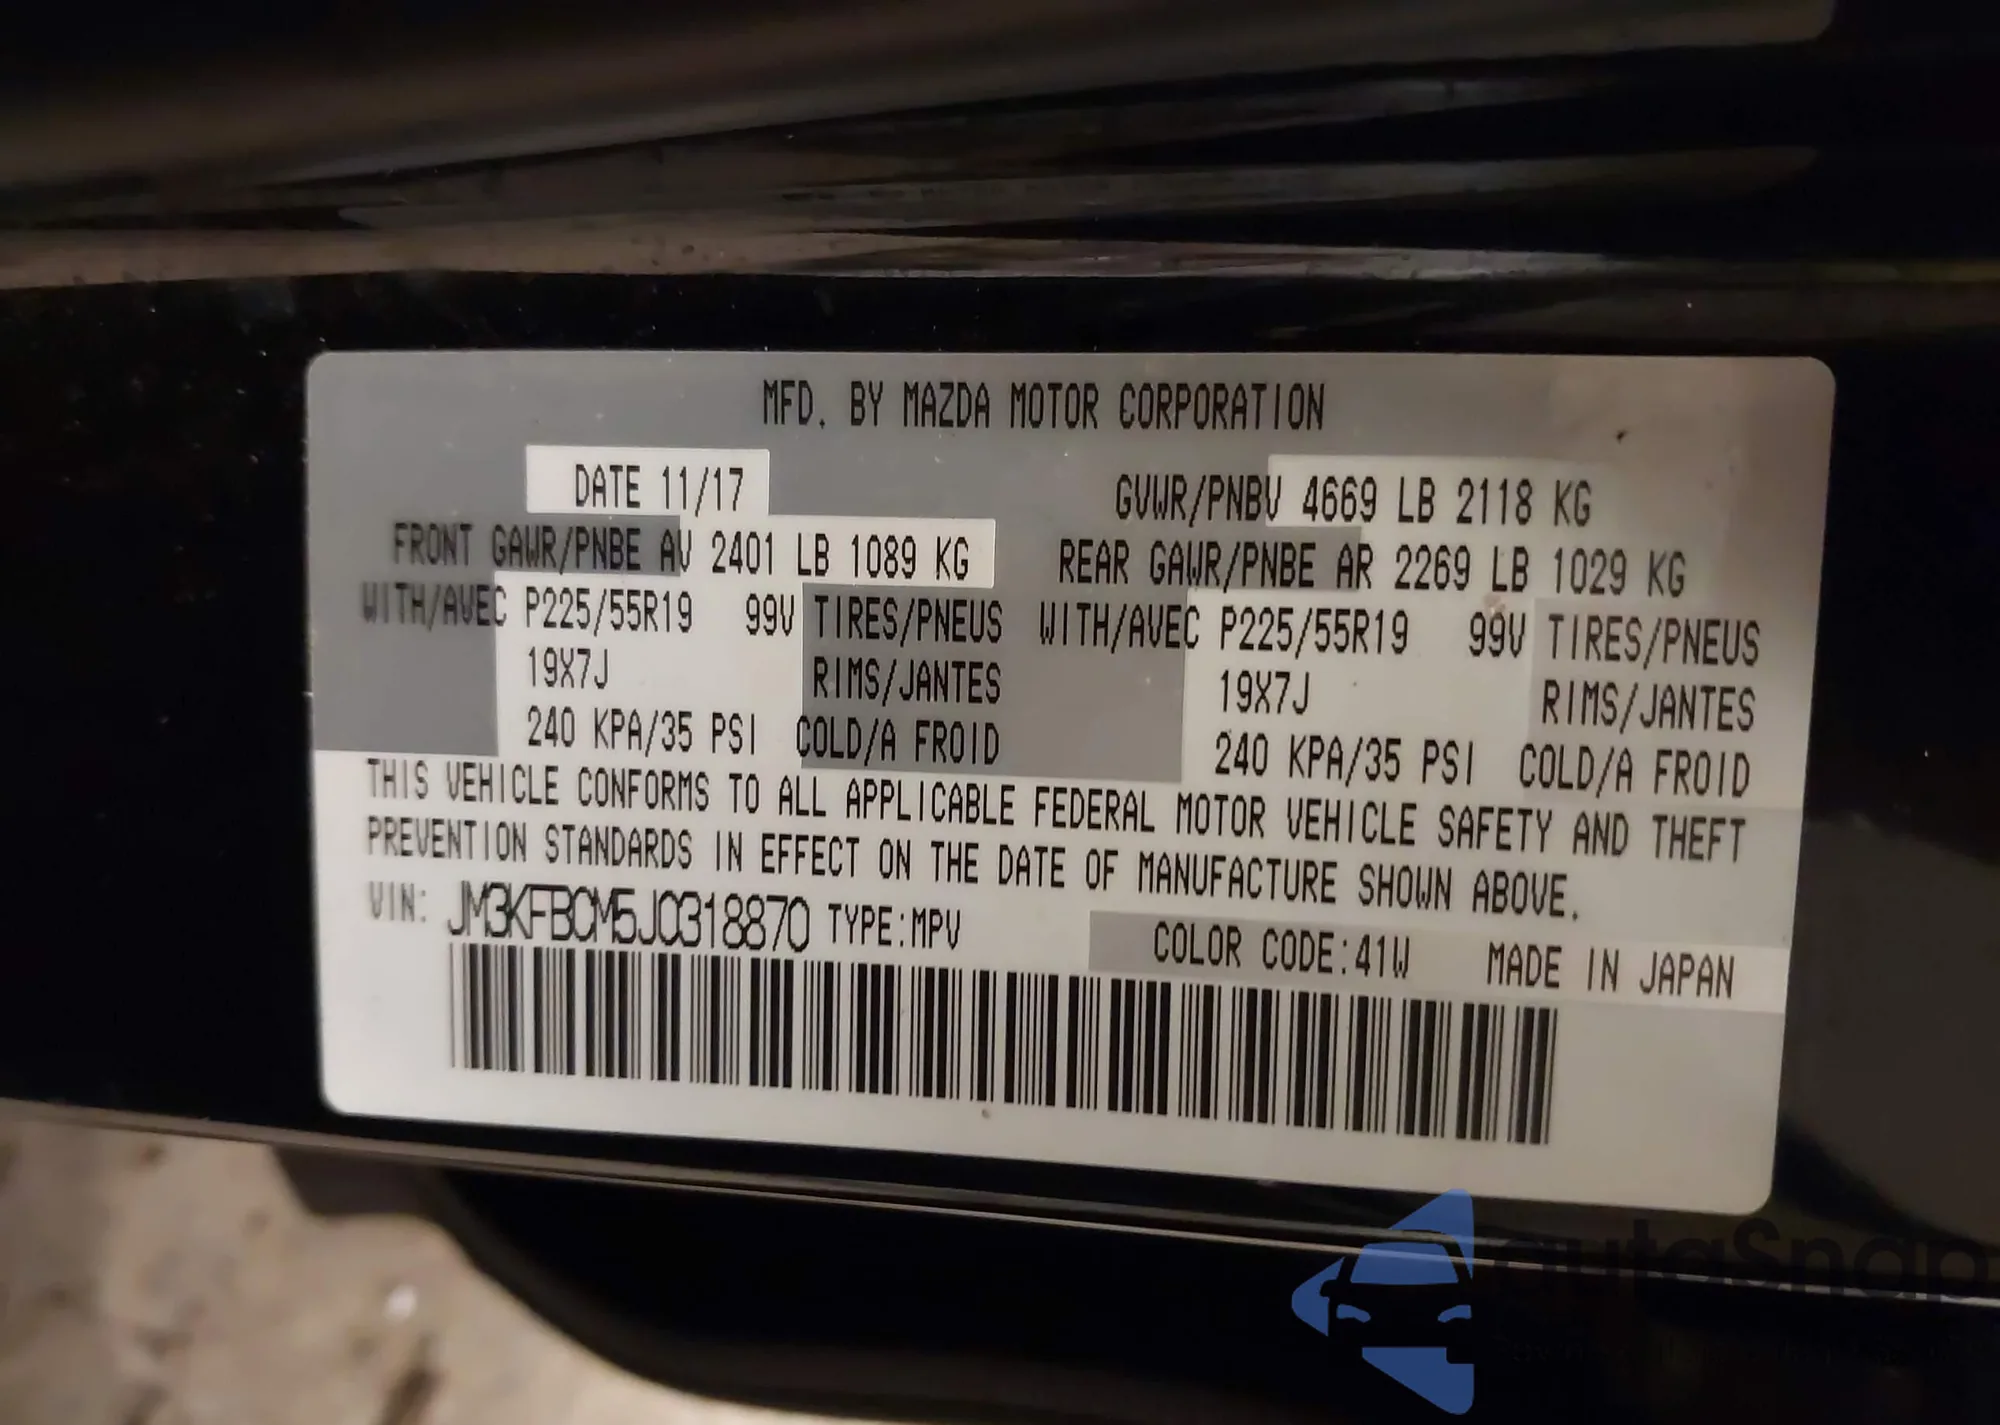 MFD. BY MAZDA MOTOR CORPORATION
DATE 11/17 GVWR/PNBV 4669 LB 2118 KG
FRONT GAWR/PNBE AV 2401 LB 1089 KG REAR GAWR/PNBE AR 2269 LB 1029 KG
WITH/AVEC P225/55R19 99V TIRES/PNEUS WITH/AVEC P225/55R19 99V TIRES/PNEUS
19X7J RIMS/JANTES 19X7J RIMS/JANTES
240 KPA/35 PSI COLD/A FROID 240 KPA/35 PSI COLD/A FROID
THIS VEHICLE CONFORMS TO ALL APPLICABLE FEDERAL MOTOR VEHICLE SAFETY AND THEFT
PREVENTION STANDARDS IN EFFECT ON THE DATE OF MANUFACTURE SHOWN ABOVE.
VIN: JM3KFBCM5J0318870 TYPE:MPV COLOR CODE:41W MADE IN JAPAN
autaSnap